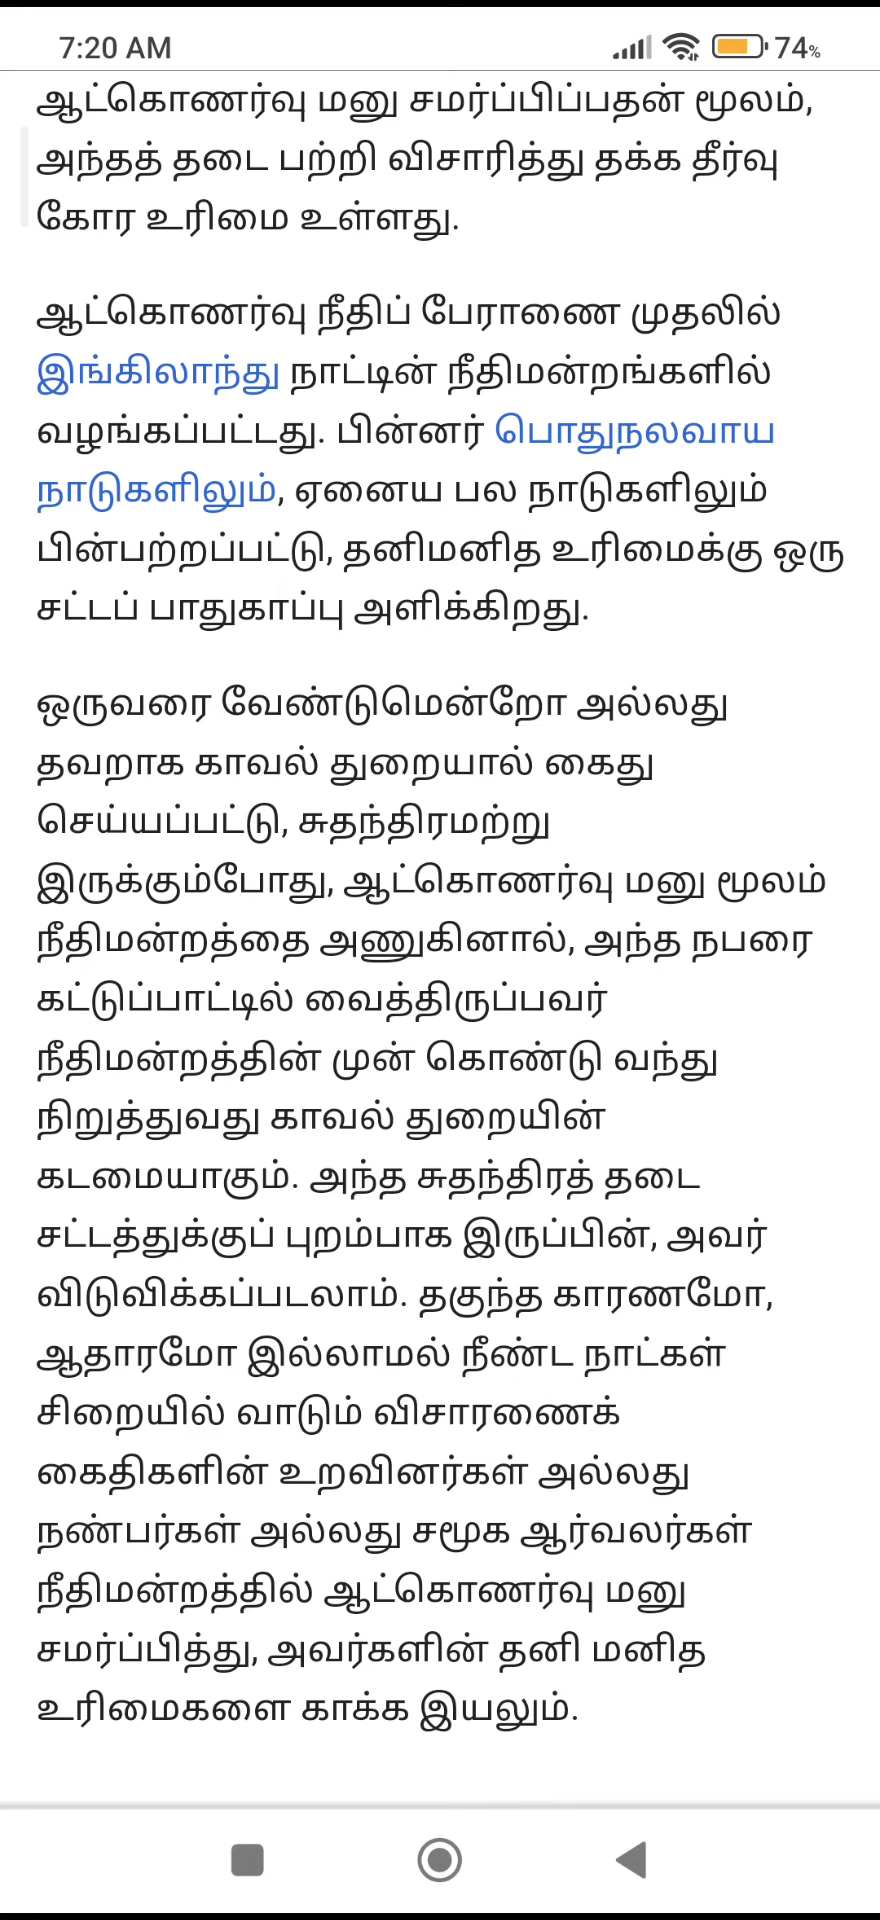 7:20 AM
74%
ஆட்கொணர்வு மனு சமர்ப்பிப்பதன் மூலம்,
அந்தத் தடை பற்றி விசாரித்து தக்க தீர்வு
கோர உரிமை உள்ளது.
ஆட்கொணர்வு நீதிப் பேராணை முதலில்
இங்கிலாந்து நாட்டின் நீதிமன்றங்களில்
வழங்கப்பட்டது. பின்னர் பொதுநலவாய
நாடுகளிலும், ஏனைய பல நாடுகளிலும்
பின்பற்றப்பட்டு, தனிமனித உரிமைக்கு ஒரு
சட்டப் பாதுகாப்பு அளிக்கிறது.
ஒருவரை வேண்டுமென்றோ அல்லது
தவறாக காவல் துறையால் கைது
செய்யப்பட்டு, சுதந்திரமற்று
இருக்கும்போது, ஆட்கொணர்வு மனு மூலம்
நீதிமன்றத்தை அணுகினால், அந்த நபரை
கட்டுப்பாட்டில் வைத்திருப்பவர்
நீதிமன்றத்தின் முன் கொண்டு வந்து
நிறுத்துவது காவல் துறையின்
கடமையாகும். அந்த சுதந்திரத் தடை
சட்டத்துக்குப் புறம்பாக இருப்பின், அவர்
விடுவிக்கப்படலாம். தகுந்த காரணமோ,
ஆதாரமோ இல்லாமல் நீண்ட நாட்கள்
சிறையில் வாடும் விசாரணைக்
கைதிகளின் உறவினர்கள் அல்லது
நண்பர்கள் அல்லது சமூக ஆர்வலர்கள்
நீதிமன்றத்தில் ஆட்கொணர்வு மனு
சமர்ப்பித்து, அவர்களின் தனி மனித
உரிமைகளை காக்க இயலும்.